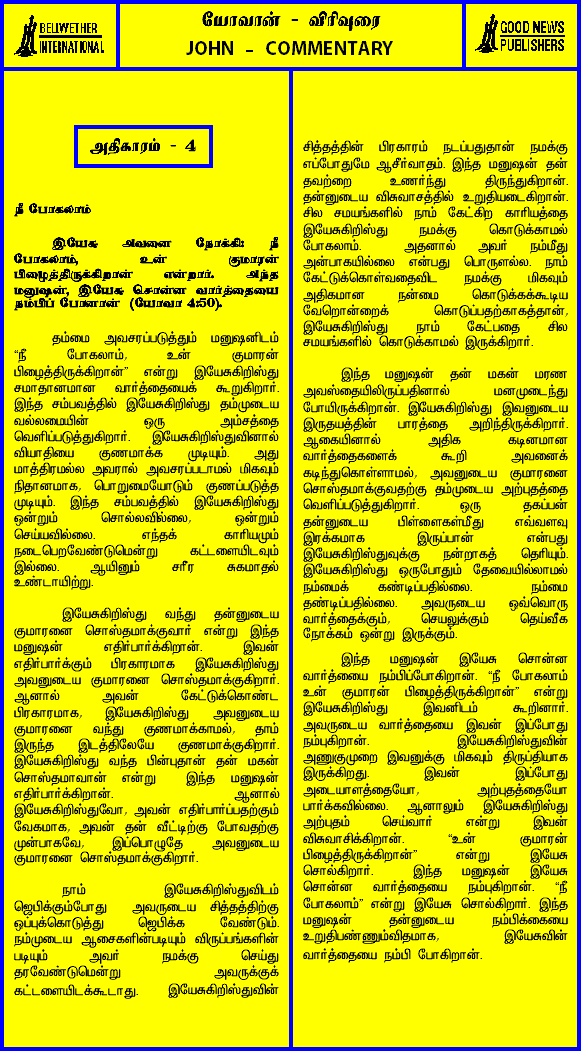 BELWETHER
INTERNATIONAL
யோவான் - விரிவுரை
JOHN - COMMENTARY
GOOD NEWS
PUBLISHERS
அதிகாரம் - 4
நீ போகலாம்
இயேசு அவனை நோக்கி: நீ
போகலாம், உன் குமாரன்
பிழைத்திருக்கிறான் என்றார். அந்த
மனுஷன், இயேசு சொன்ன வார்த்தையை
நம்பிப் போனான் (யோவா 4:50).
தம்மை அவசரப்படுத்தும் மனுஷனிடம்
“நீ போகலாம், உன் குமாரன்
பிழைத்திருக்கிறான்” என்று இயேசுகிறிஸ்து
சமாதானமான வார்த்தையைக் கூறுகிறார்.
இந்த சம்பவத்தில் இயேசுகிறிஸ்து தம்முடைய
வல்லமையின் ஒரு அம்சத்தை
வெளிப்படுத்துகிறார். இயேசுகிறிஸ்துவினால்
வியாதியை குணமாக்க முடியும். அது
மாத்திரமல்ல அவரால் அவசரப்படாமல் மிகவும்
நிதானமாக, பொறுமையோடும் குணப்படுத்த
முடியும். இந்த சம்பவத்தில் இயேசுகிறிஸ்து
ஒன்றும் சொல்லவில்லை, ஒன்றும்
செய்யவில்லை. எந்தக் காரியமும்
நடைபெறவேண்டுமென்று கட்டளையிடவும்
இல்லை. ஆயினும் சரீர சுகமாதல்
உண்டாயிற்று.
இயேசுகிறிஸ்து வந்து தன்னுடைய
குமாரனை சொஸ்தமாக்குவார் என்று இந்த
மனுஷன் எதிர்பார்க்கிறான். இவன்
எதிர்பார்க்கும் பிரகாரமாக இயேசுகிறிஸ்து
அவனுடைய குமாரனை சொஸ்தமாக்குகிறார்.
ஆனால் அவன் கேட்டுக்கொண்ட
பிரகாரமாக, இயேசுகிறிஸ்து அவனுடைய
குமாரனை வந்து குணமாக்காமல், தாம்
இருந்த இடத்திலேயே குணமாக்குகிறார்.
இயேசுகிறிஸ்து வந்த பின்புதான் தன் மகன்
சொஸ்தமாவான் என்று இந்த மனுஷன்
எதிர்பார்க்கிறான். ஆனால்
இயேசுகிறிஸ்துவோ, அவன் எதிர்பார்ப்பதற்கும்
வேகமாக, அவன் தன் வீட்டிற்கு போவதற்கு
முன்பாகவே, இப்பொழுதே அவனுடைய
குமாரனை சொஸ்தமாக்குகிறார்.
நாம் இயேசுகிறிஸ்துவிடம்
ஜெபிக்கும்போது அவருடைய சித்தத்திற்கு
ஒப்புக்கொடுத்து ஜெபிக்க வேண்டும்.
நம்முடைய ஆசைகளின்படியும் விருப்பங்களின்
படியும் அவர் நமக்கு செய்து
தரவேண்டுமென்று அவருக்குக்
கட்டளையிடக்கூடாது. இயேசுகிறிஸ்துவின்
சித்தத்தின் பிரகாரம் நடப்பதுதான் நமக்கு
எப்போதுமே ஆசீர்வாதம். இந்த மனுஷன் தன்
தவற்றை உணர்ந்து திருந்துகிறான்.
தன்னுடைய விசுவாசத்தில் உறுதியடைகிறான்.
சில சமயங்களில் நாம் கேட்கிற காரியத்தை
இயேசுகிறிஸ்து நமக்கு கொடுக்காமல்
போகலாம். அதனால் அவர் நம்மீது
அன்பாகயில்லை என்பது பொருளல்ல. நாம்
கேட்டுக்கொள்வதைவிட நமக்கு மிகவும்
அதிகமான நன்மை கொடுக்கக்கூடிய
வேறொன்றைக் கொடுப்பதற்காகத்தான்,
இயேசுகிறிஸ்து நாம் கேட்பதை சில
சமயங்களில் கொடுக்காமல் இருக்கிறார்.
இந்த மனுஷன் தன் மகன் மரண
அவஸ்தையிலிருப்பதினால் மனமுடைந்து
போயிருக்கிறான். இயேசுகிறிஸ்து இவனுடைய
இருதயத்தின் பாரத்தை அறிந்திருக்கிறார்.
ஆகையினால் அதிக கடினமான
வார்த்தைகளைக் கூறி அவனைக்
கடிந்துகொள்ளாமல், அவனுடைய குமாரனை
சொஸ்தமாக்குவதற்கு தம்முடைய அற்புதத்தை
வெளிப்படுத்துகிறார். ஒரு தகப்பன்
தன்னுடைய பிள்ளைகள்மீது எவ்வளவு
இரக்கமாக இருப்பான் என்பது
இயேசுகிறிஸ்துவுக்கு நன்றாகத் தெரியும்.
இயேசுகிறிஸ்து ஒருபோதும் தேவையில்லாமல்
நம்மைக் கண்டிப்பதில்லை. நம்மை
தண்டிப்பதில்லை. அவருடைய ஒவ்வொரு
வார்த்தைக்கும், செயலுக்கும் தெய்வீக
நோக்கம் ஒன்று இருக்கும்.
இந்த மனுஷன் இயேசு சொன்ன
வார்த்யை நம்பிப்போகிறான். “நீ போகலாம்
உன் குமாரன் பிழைத்திருக்கிறான்” என்று
இயேசுகிறிஸ்து இவனிடம் கூறினார்.
அவருடைய வார்த்தையை இவன் இப்போது
நம்புகிறான். இயேசுகிறிஸ்துவின்
அணுகுமுறை இவனுக்கு மிகவும் திருப்தியாக
இருக்கிறது. இவன் இப்போது
அடையாளத்தையோ, அற்புதத்தையோ
பார்க்கவில்லை. ஆனாலும் இயேசுகிறிஸ்து
அற்புதம் செய்வார் என்று இவன்
விசுவாசிக்கிறான். “உன் குமாரன்
பிழைத்திருக்கிறான்” என்று இயேசு
சொல்கிறார். இந்த மனுஷன் இயேசு
சொன்ன வார்த்தையை நம்புகிறான். “நீ
போகலாம்” என்று இயேசு சொல்கிறார். இந்த
மனுஷன் தன்னுடைய நம்பிக்கையை
உறுதிபண்ணும்விதமாக, இயேசுவின்
வார்த்தையை நம்பி போகிறான்.